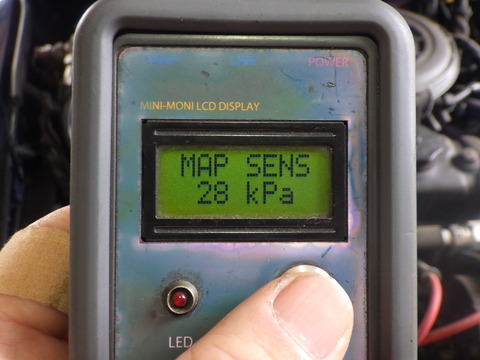 POWER
MINI-MONI LCD DISPLAY
MAP SENS
28 kPa
LED